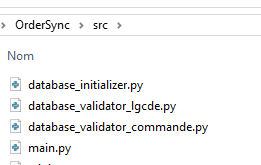 OrderSync > src >
Nom
database_initializer.py
database_validator_lgcde.py
database_validator_commande.py
main.py